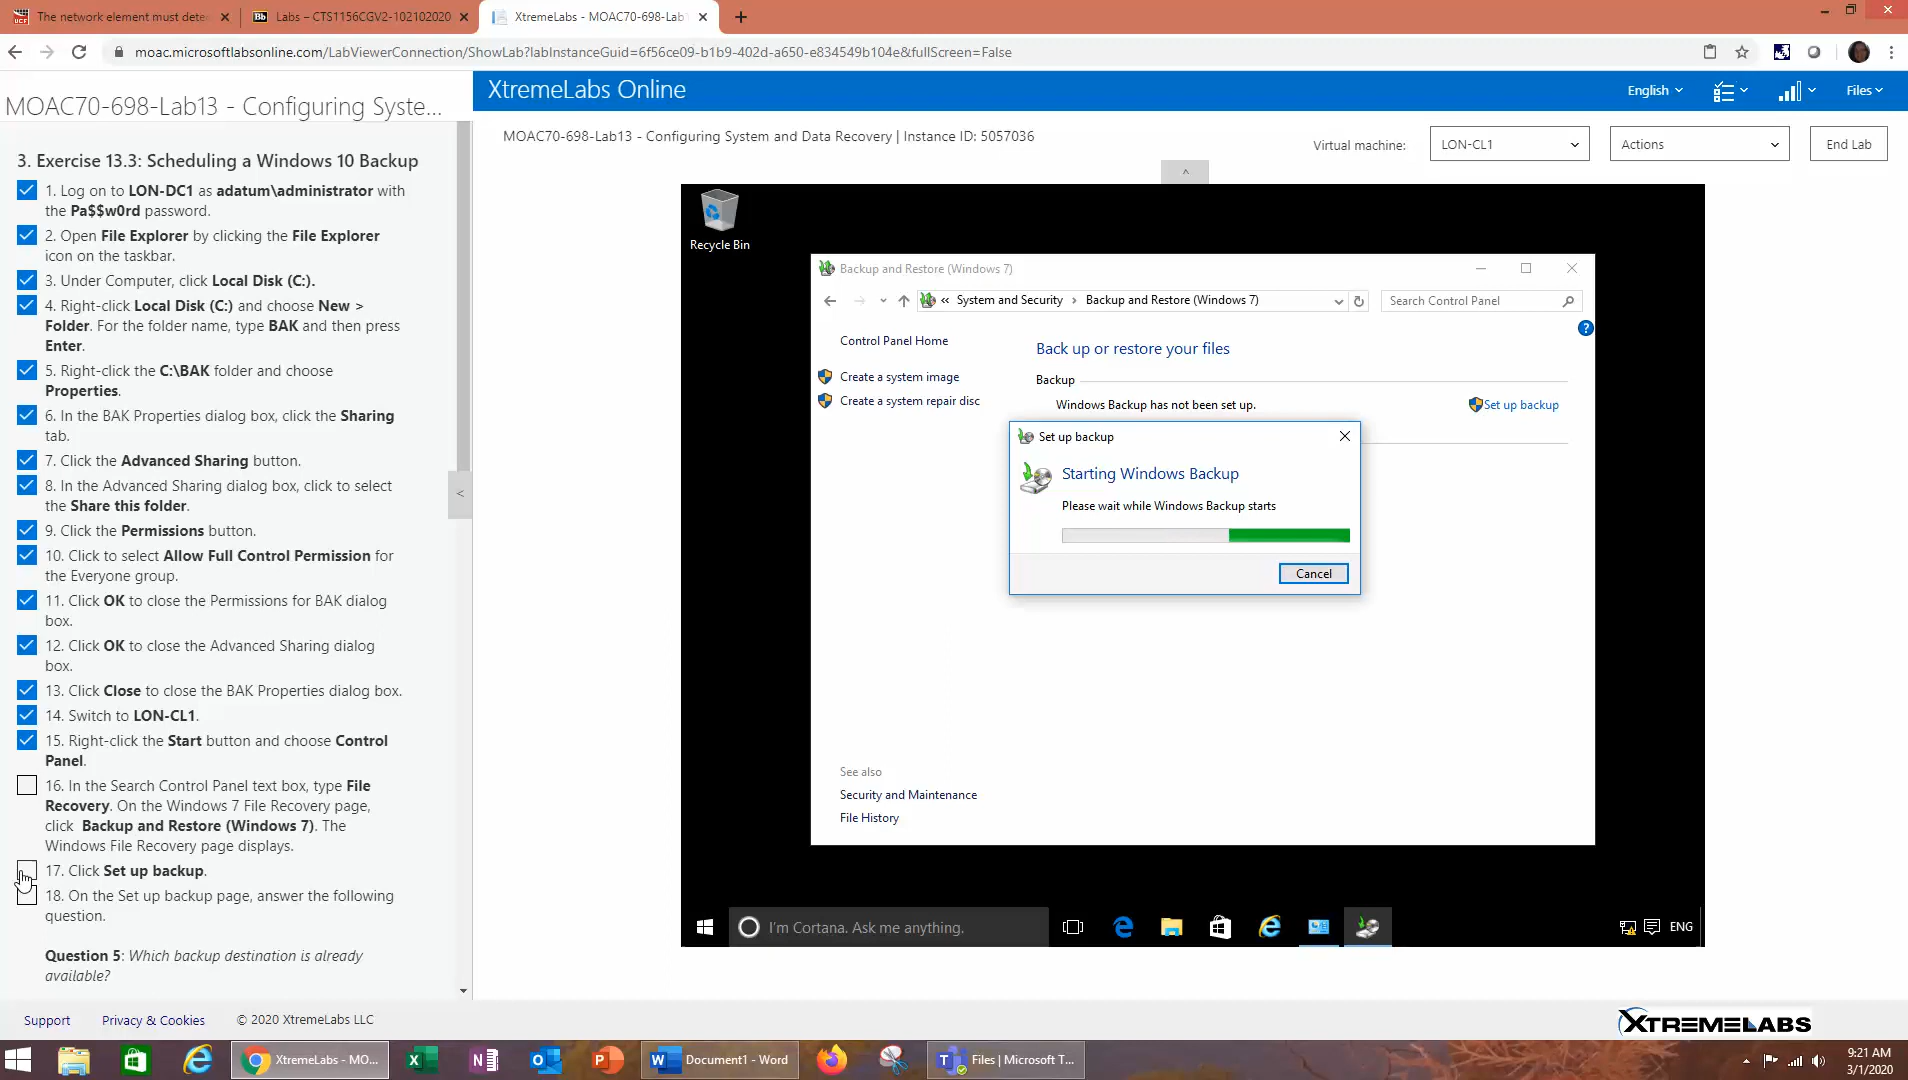 The network element must dete
Labs – CTS1156CGV2-102102020
XtremeLabs - MOAC70-698-Lab1
moac.microsoftlabsonline.com/LabViewerConnection/ShowLab?labInstanceGuid=6f56ce09-b1b9-402d-a650-e834549b104e&fullScreen=False
MOAC70-698-Lab13 - Configuring Syste...
XtremeLabs Online
English
Files
MOAC70-698-Lab13 - Configuring System and Data Recovery | Instance ID: 5057036
Virtual machine:
LON-CL1
Actions
End Lab
3. Exercise 13.3: Scheduling a Windows 10 Backup
1. Log on to LON-DC1 as adatum\administrator with
the Pa$$w0rd password.
2. Open File Explorer by clicking the File Explorer
icon on the taskbar.
3. Under Computer, click Local Disk (C:).
4. Right-click Local Disk (C:) and choose New >
Folder. For the folder name, type BAK and then press
Enter.
5. Right-click the C:\BAK folder and choose
Properties.
6. In the BAK Properties dialog box, click the Sharing
tab.
7. Click the Advanced Sharing button.
8. In the Advanced Sharing dialog box, click to select
the Share this folder.
9. Click the Permissions button.
10. Click to select Allow Full Control Permission for
the Everyone group.
11. Click OK to close the Permissions for BAK dialog
box.
12. Click OK to close the Advanced Sharing dialog
box.
13. Click Close to close the BAK Properties dialog box.
14. Switch to LON-CL1.
15. Right-click the Start button and choose Control
Panel.
16. In the Search Control Panel text box, type File
Recovery. On the Windows 7 File Recovery page,
click Backup and Restore (Windows 7). The
Windows File Recovery page displays.
17. Click Set up backup.
18. On the Set up backup page, answer the following
question.
Question 5: Which backup destination is already
available?
Recycle Bin
Backup and Restore (Windows 7)
« System and Security > Backup and Restore (Windows 7)
Search Control Panel
Control Panel Home
Create a system image
Create a system repair disc
Back up or restore your files
Backup
Windows Backup has not been set up.
Set up backup
Set up backup
Starting Windows Backup
Please wait while Windows Backup starts
Cancel
See also
Security and Maintenance
File History
I'm Cortana. Ask me anything.
ENG
Support
Privacy & Cookies
© 2020 XtremeLabs LLC
XTREMELABS
XtremeLabs - MO...
Document1 - Word
Files | Microsoft T...
9:21 AM
3/1/2020